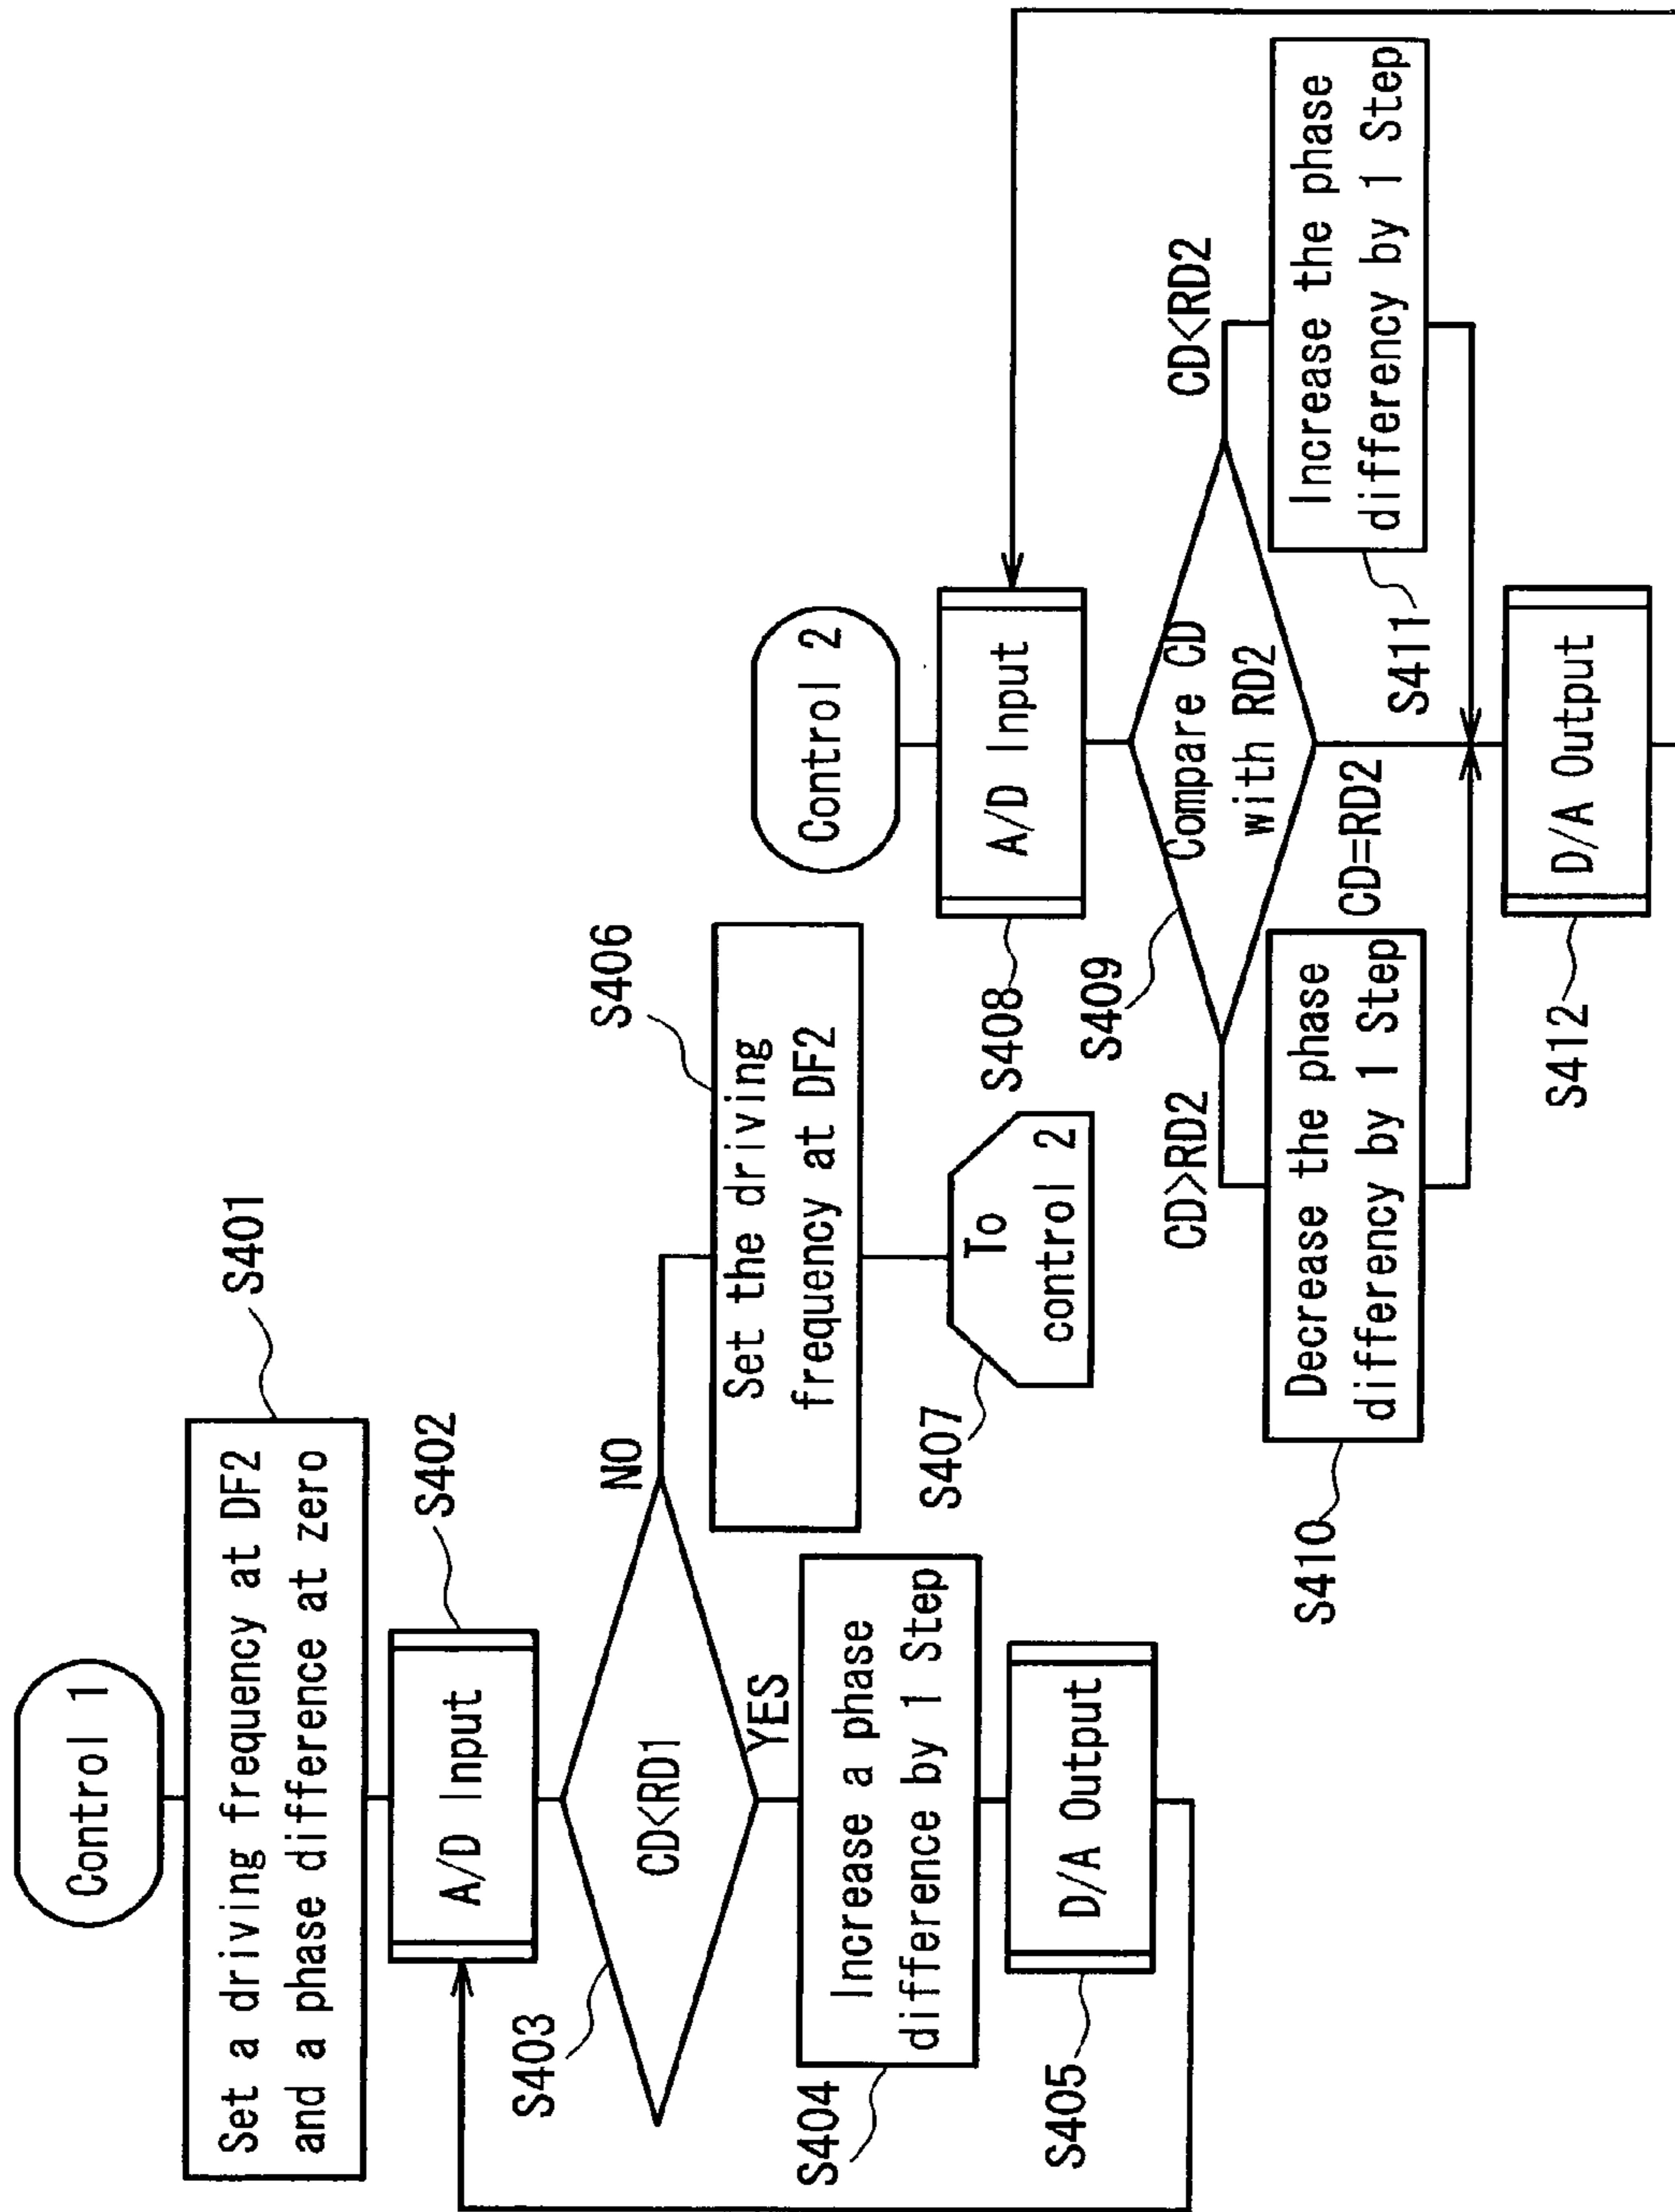 Control 1
Set a driving frequency at DF2
and a phase difference at zero
S401
A/D Input
S402
CD<RD1
S403
NO
YES
Increase a phase
difference by 1 Step
S404
D/A Output
S405
Set the driving
frequency at DF2
S406
To
control 2
S407
Control 2
A/D Input
S408
Compare CD
with RD2
S409
CD>RD2
CD<RD2
CD=RD2
Decrease the phase
differency by 1 Step
S410
Increase the phase
differency by 1 Step
S411
D/A Output
S412